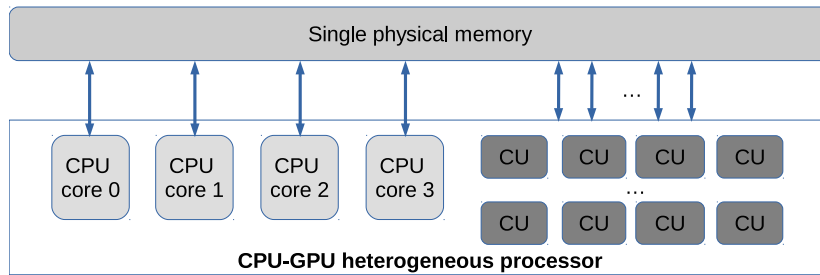 Single physical memory
...
CPU core 0
CPU core 1
CPU core 2
CPU core 3
CU CU CU CU
...
CU CU CU CU
CPU-GPU heterogeneous processor